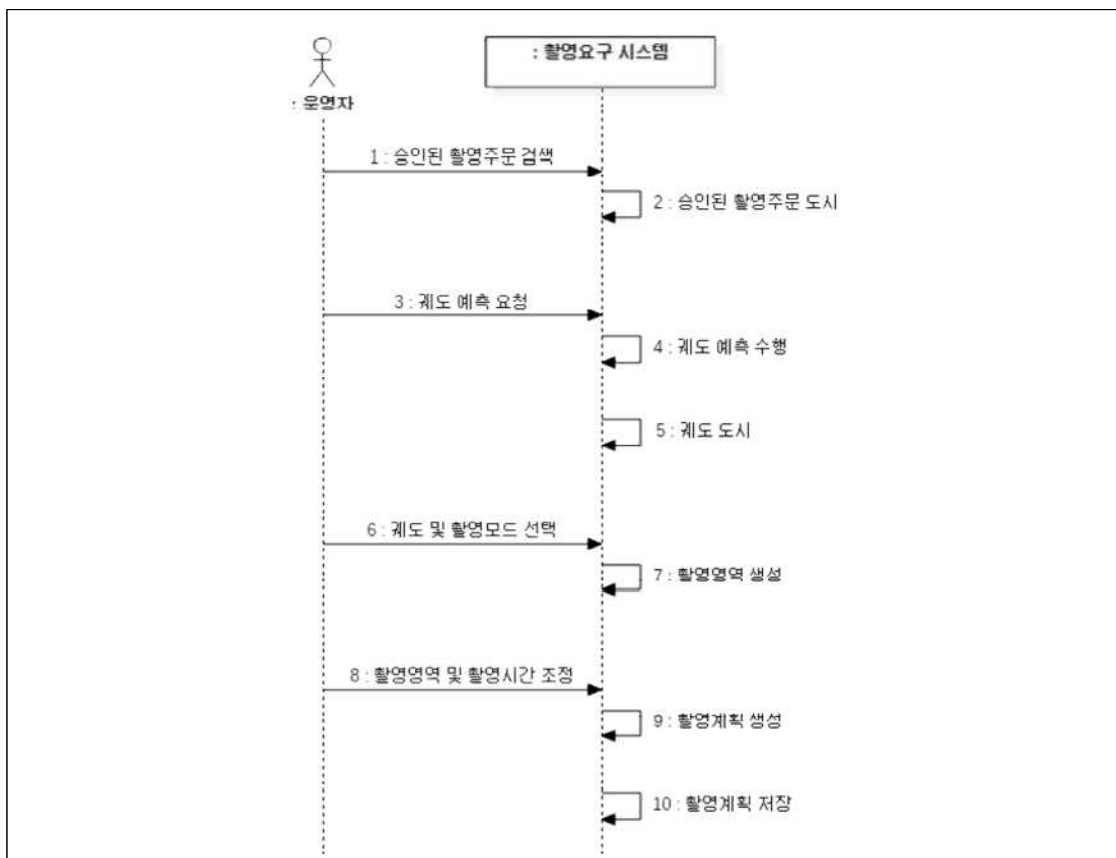 : 촬영요구 시스템
: 운영자
1 : 승인된 촬영주문 검색
2 : 승인된 촬영주문 도시
3 : 궤도 예측 요청
4 : 궤도 예측 수행
5 : 궤도 도시
6 : 궤도 및 촬영모드 선택
7 : 촬영영역 생성
8 : 촬영영역 및 촬영시간 조정
9 : 촬영계획 생성
10 : 촬영계획 저장